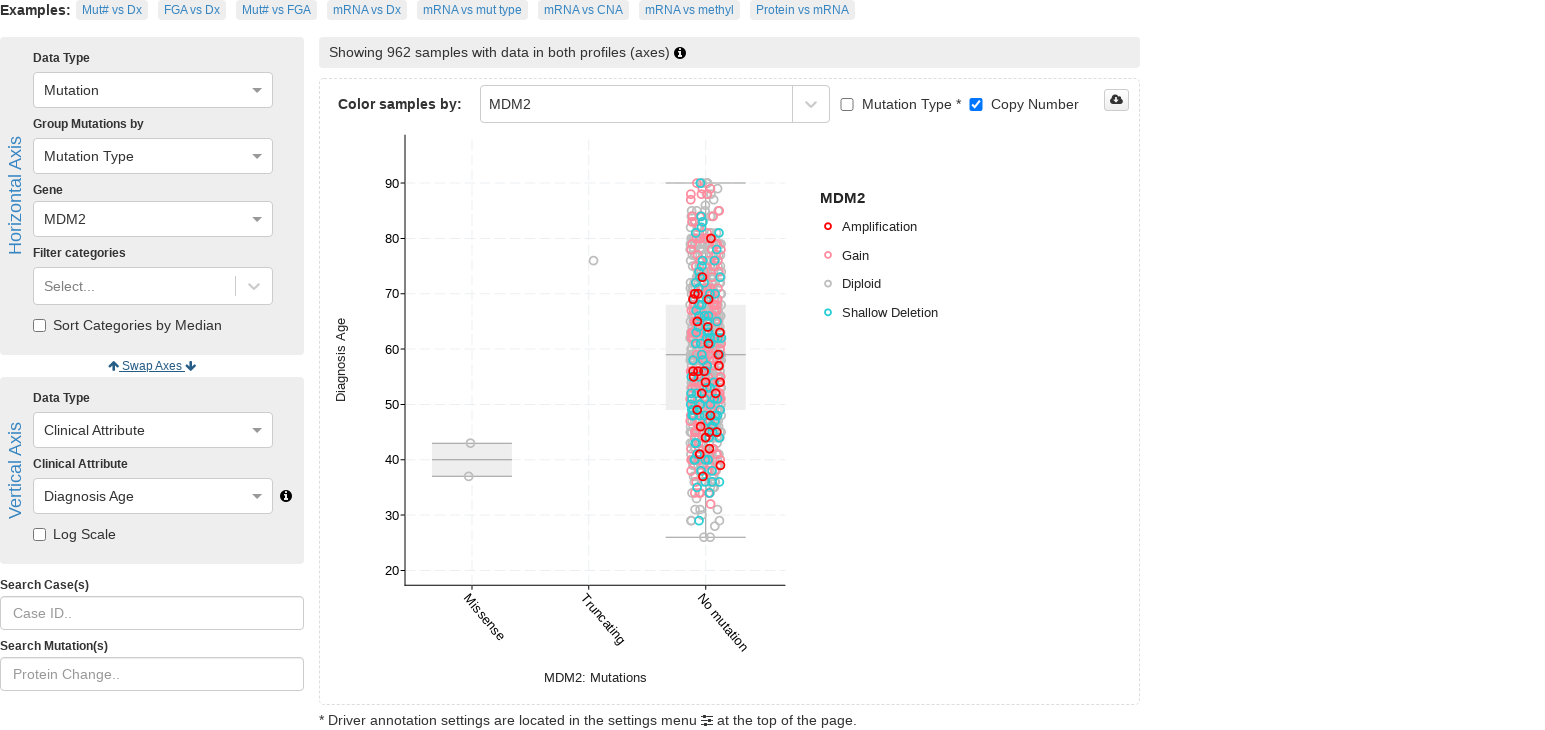 Examples: Mut# vs Dx FGA vs Dx Mut# vs FGA mRNA vs Dx mRNA vs mut type mRNA vs CNA mRNA vs methyl Protein vs mRNA
Horizontal Axis
Data Type
Mutation
Group Mutations by
Mutation Type
Gene
MDM2
Filter categories
Select...
Sort Categories by Median
Swap Axes
Vertical Axis
Data Type
Clinical Attribute
Clinical Attribute
Diagnosis Age
Log Scale
Search Case(s)
Case ID..
Search Mutation(s)
Protein Change..
Showing 962 samples with data in both profiles (axes)
Color samples by: MDM2 Mutation Type * Copy Number
Diagnosis Age
90
80
70
60
50
40
30
20
Missense
Truncating
No mutation
MDM2: Mutations
MDM2
Amplification
Gain
Diploid
Shallow Deletion
* Driver annotation settings are located in the settings menu at the top of the page.